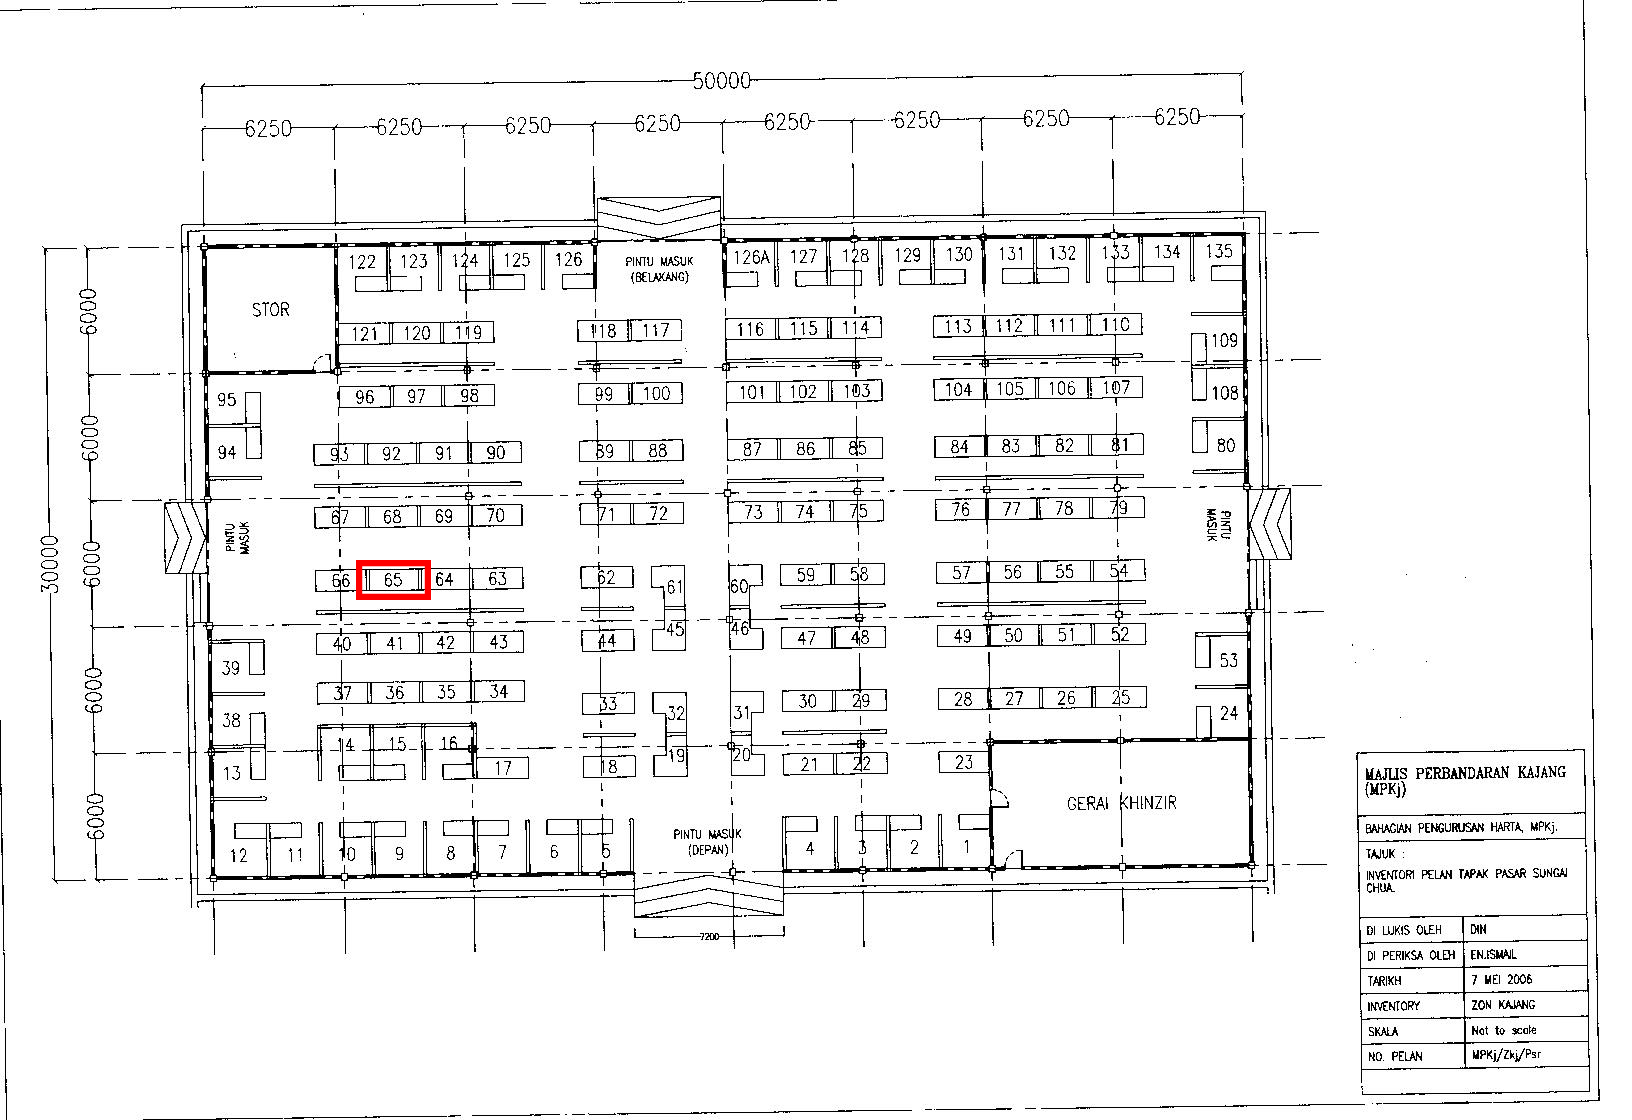 50000
6250 6250 6250 6250 6250 6250 6250 6250
6000 6000 6000 6000 6000
30000
122 123 124 125 126
PINTU MASUK
(BELAKANG)
126A 127 128 129 130 131 132 133 134 135
STOR
121 120 119 118 117 116 115 114 113 112 111 110
109
96 97 98 99 100 101 102 103 104 105 106 107
108
95
94
93 92 91 90 89 88 87 86 85 84 83 82 81
80
67 68 69 70 71 72 73 74 75 76 77 78 79
PINTU
MASUK
PINTU
MASUK
66 65 64 63 62 61 60 59 58 57 56 55 54
40 41 42 43 44 45 46 47 48 49 50 51 52
53
39
38
37 36 35 34 33 32 31 30 29 28 27 26 25
24
14 15 16
13
17 18 19 20 21 22 23
GERAI KHINZIR
12 11 10 9 8 7 6 5
PINTU MASUK
(DEPAN)
4 3 2 1
7200
MAJLIS PERBANDARAN KAJANG
(MPKj)
BAHAGIAN PENGURUSAN HARTA, MPKj.
TAJUK :
INVENTORI PELAN TAPAK PASAR SUNGAI
CHUA.
DI LUKIS OLEH DIN
DI PERIKSA OLEH EN.ISMAIL
TARIKH 7 MEI 2006
INVENTORY ZON KAJANG
SKALA Not to scale
NO. PELAN MPKj/Zkj/Psr